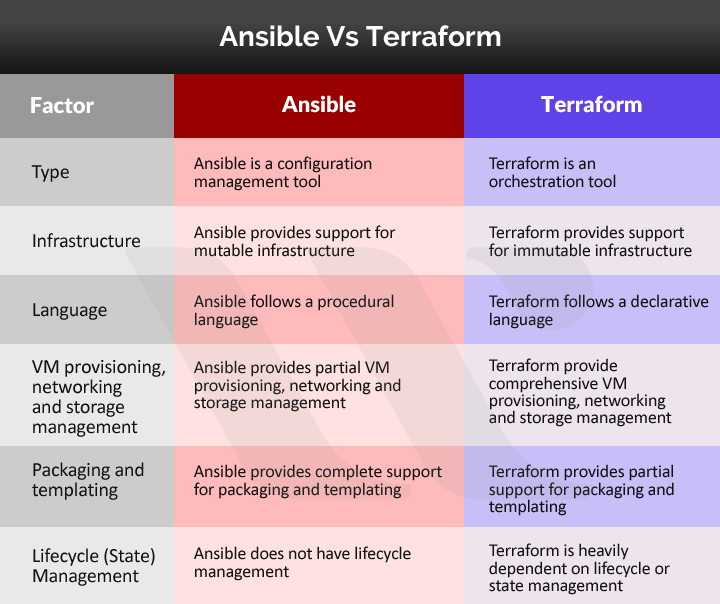 Ansible Vs Terraform
Factor
Ansible
Terraform
Type
Ansible is a configuration
management tool
Terraform is an
orchestration tool
Infrastructure
Ansible provides support for
mutable infrastructure
Terraform provides support
for immutable infrastructure
Language
Ansible follows a procedural
language
Terraform follows a declarative
language
VM provisioning,
networking
and storage
management
Ansible provides partial VM
provisioning, networking and
storage management
Terraform provide
comprehensive VM
provisioning, networking
and storage management
Packaging and
templating
Ansible provides complete support
for packaging and templating
Terraform provides partial
support for packaging and
templating
Lifecycle (State)
Management
Ansible does not have lifecycle
management
Terraform is heavily
dependent on lifecycle or
state management